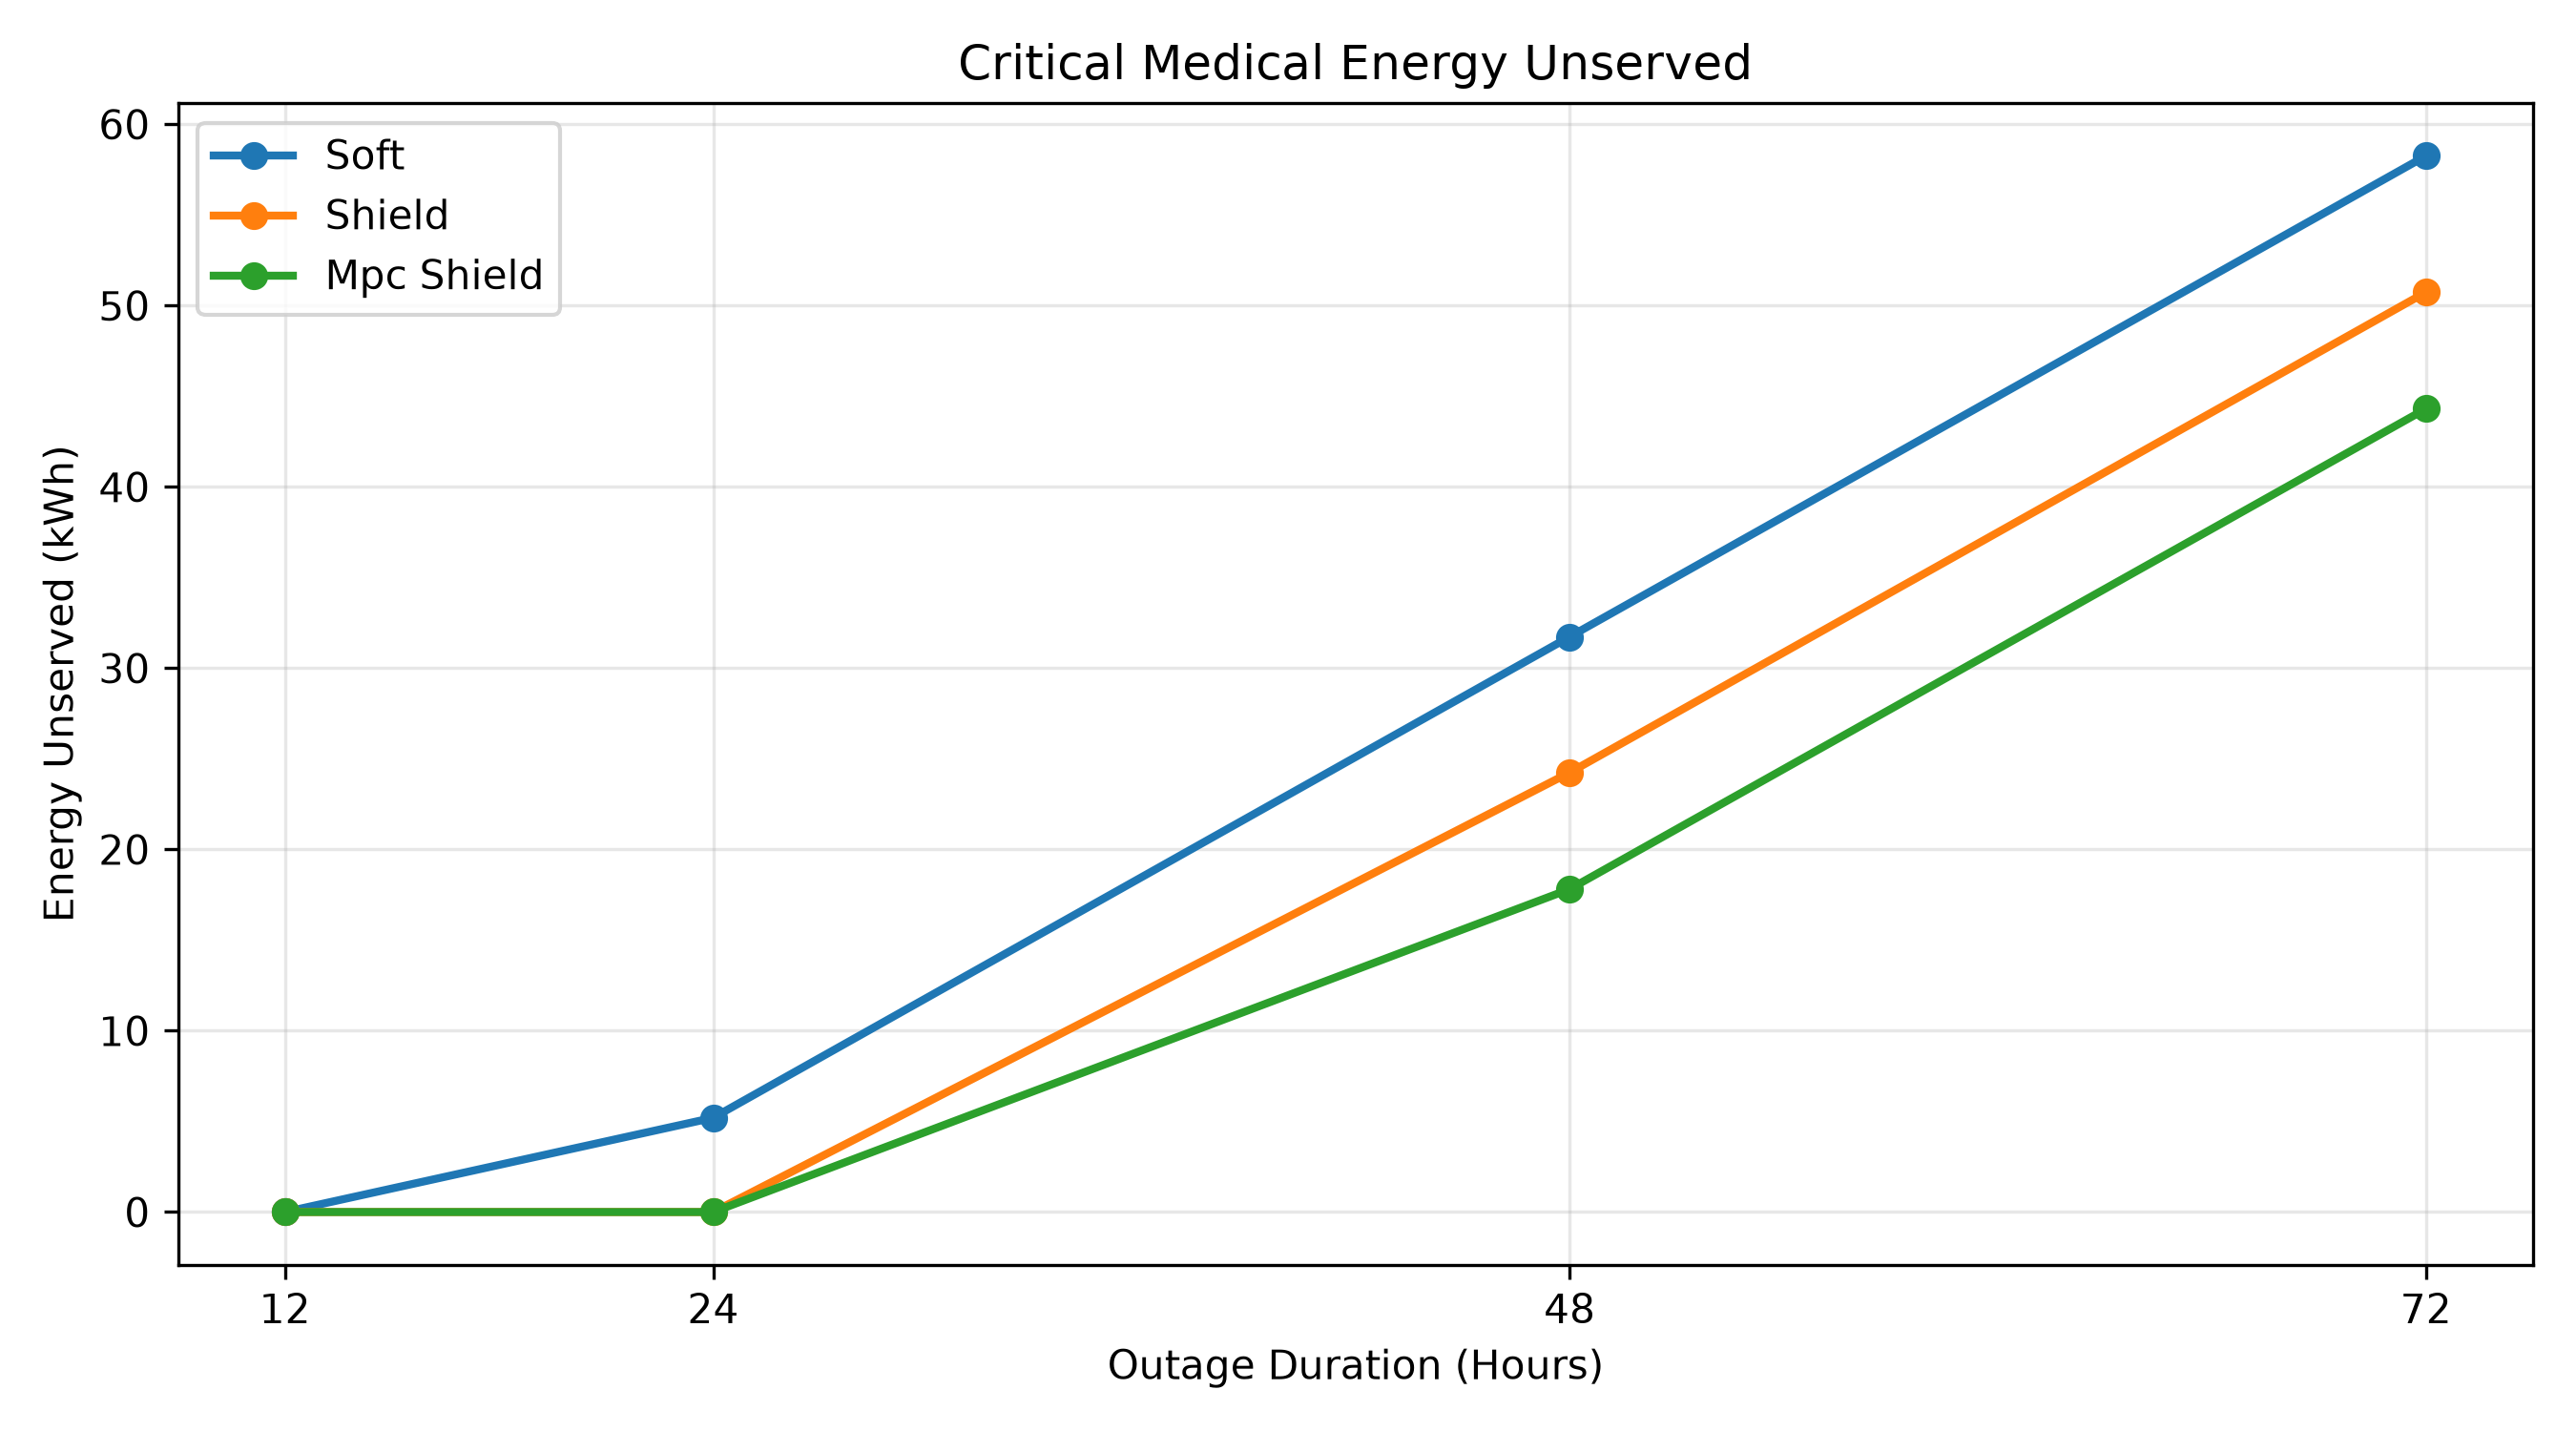 Critical Medical Energy Unserved
Soft
Shield
Mpc Shield
Energy Unserved (kWh)
60
50
40
30
20
10
0
12 24 48 72
Outage Duration (Hours)